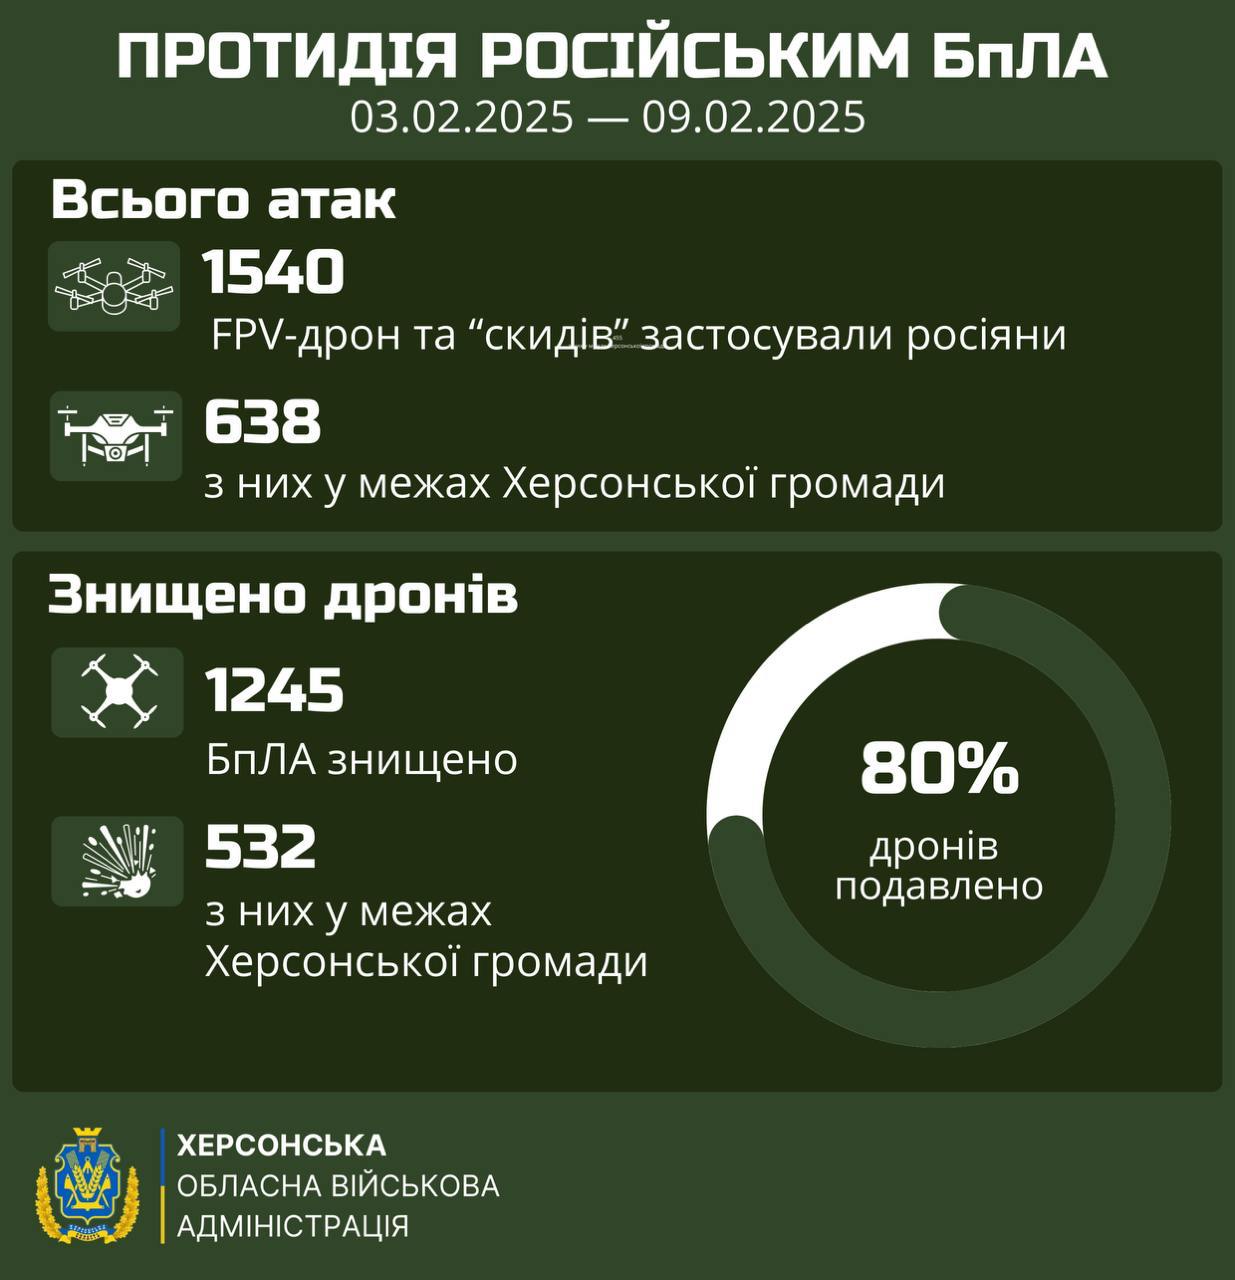 ПРОТИДІЯ РОСІЙСЬКИМ БпЛА
03.02.2025 — 09.02.2025
Всього атак
1540
FPV-дрон та “скидів” застосували росіяни
638
з них у межах Херсонської громади
Знищено дронів
1245
БпЛА знищено
532
з них у межах
Херсонської громади
80%
дронів
подавлено
ХЕРСОНСЬКА
ОБЛАСНА ВІЙСЬКОВА
АДМІНІСТРАЦІЯ